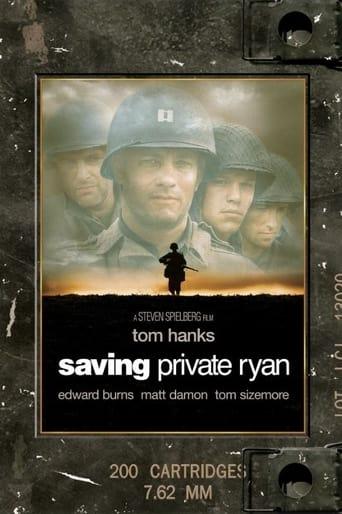 A STEVEN SPIELBERG FILM
tom hanks
saving private ryan
edward burns matt damon tom sizemore
200 CARTRIDGES
7.62 MM